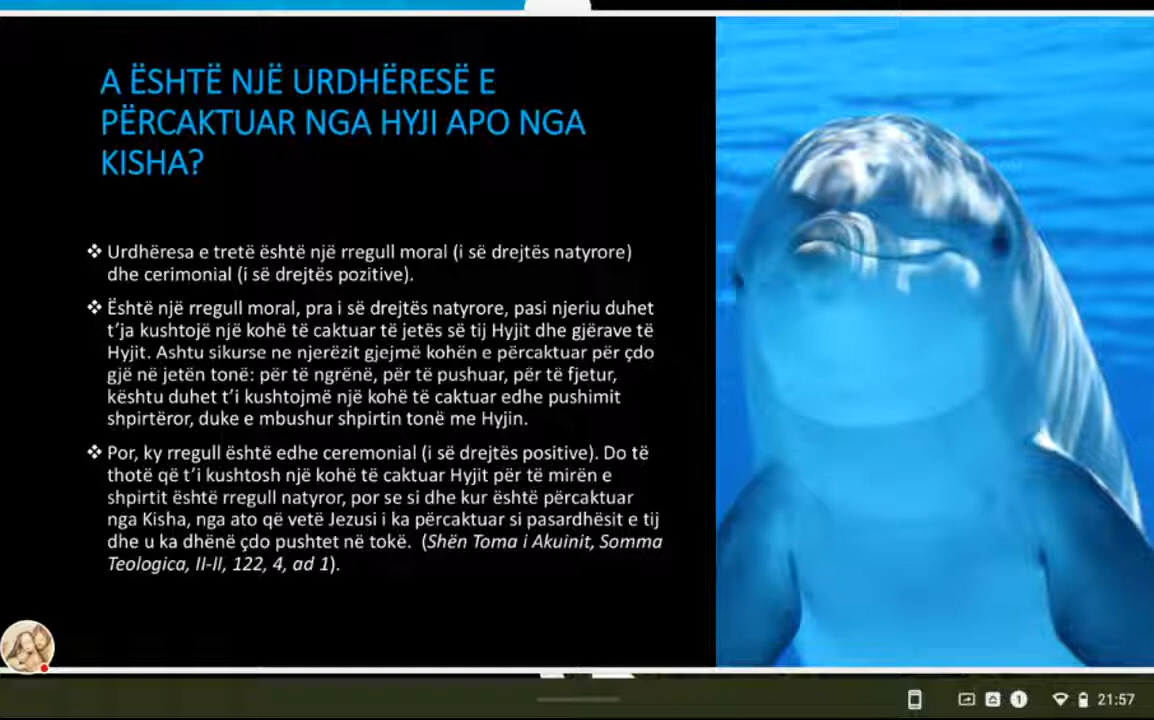 A ËSHTË NJË URDHËRESË E
PËRCAKTUAR NGA HYJI APO NGA
KISHA?
❖ Urdhëresa e tretë është një rregull moral (i së drejtës natyrore)
dhe cerimonial (i së drejtës pozitive).
❖ Është një rregull moral, pra i së drejtës natyrore, pasi njeriu duhet
t'ja kushtojë një kohë të caktuar të jetës së tij Hyjit dhe gjërave të
Hyjit. Ashtu sikurse ne njerëzit gjejmë kohën e përcaktuar për çdo
gjë në jetën tonë: për të ngrënë, për të pushuar, për të fjetur,
kështu duhet t'i kushtojmë një kohë të caktuar edhe pushimit
shpirtëror, duke e mbushur shpirtin tonë me Hyjin.
❖ Por, ky rregull është edhe ceremonial (i së drejtës positive). Do të
thotë që t'i kushtosh një kohë të caktuar Hyjit për të mirën e
shpirtit është rregull natyror, por se si dhe kur është përcaktuar
nga Kisha, nga ato që vetë Jezusi i ka përcaktuar si pasardhësit e tij
dhe u ka dhënë çdo pushtet në tokë. (Shën Toma i Akuinit, Somma
Teologica, II-II, 122, 4, ad 1).
1 21:57